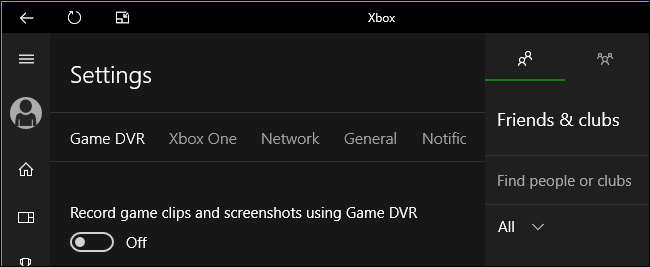 Xbox
Settings
Game DVR Xbox One Network General Notific
Record game clips and screenshots using Game DVR
Off
Friends & clubs
Find people or clubs
All